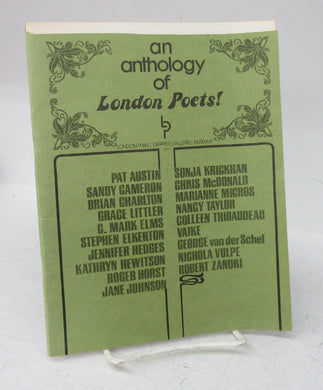 an
anthology
of
London Poets!
LONDON PUBLIC LIBRARIES, GALLERIES, MUSEUMS
PAT AUSTIN
SANDY CAMERON
BRIAN CHARLTON
GRACE LITTLER
C. MARK ELMS
STEPHEN ELKERTON
JENNIFER HEDGES
KATHRYN HEWITSON
ROGER HORST
JANE JOHNSON
SONJA KRICKHAN
CHRIS McDONALD
MARIANNE MICROS
NANCY TAYLOR
COLLEEN THIBAUDEAU
VAIKE
GEORGE van der Schel
NICHOLA VULPE
ROBERT ZANDRI